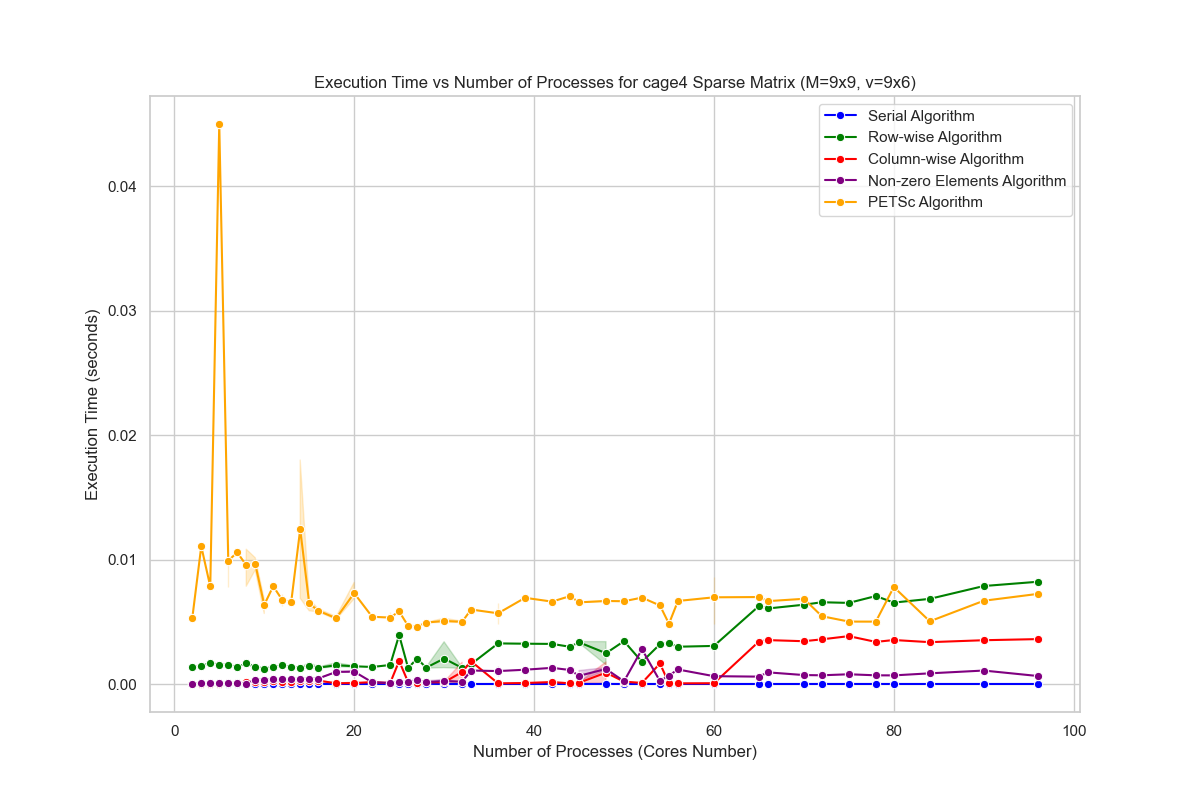 Execution Time vs Number of Processes for cage4 Sparse Matrix (M=9x9, v=9x6)
Serial Algorithm
Row-wise Algorithm
Column-wise Algorithm
Non-zero Elements Algorithm
PETSc Algorithm
Execution Time (seconds)
0.04
0.03
0.02
0.01
0.00
0
20
40
60
80
100
Number of Processes (Cores Number)